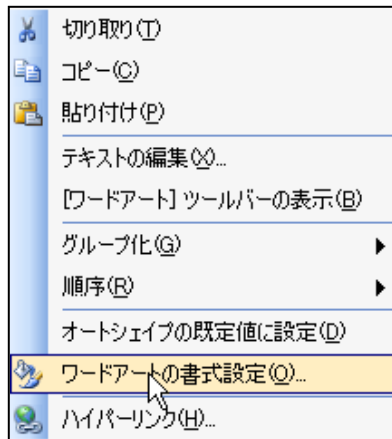 切り取り(T)
コピー(C)
貼り付け(P)
テキストの編集(X)...
[ワードアート] ツールバーの表示(B)
グループ化(G)
順序(R)
オートシェイプの既定値に設定(D)
ワードアートの書式設定(O)...
ハイパーリンク(H)...